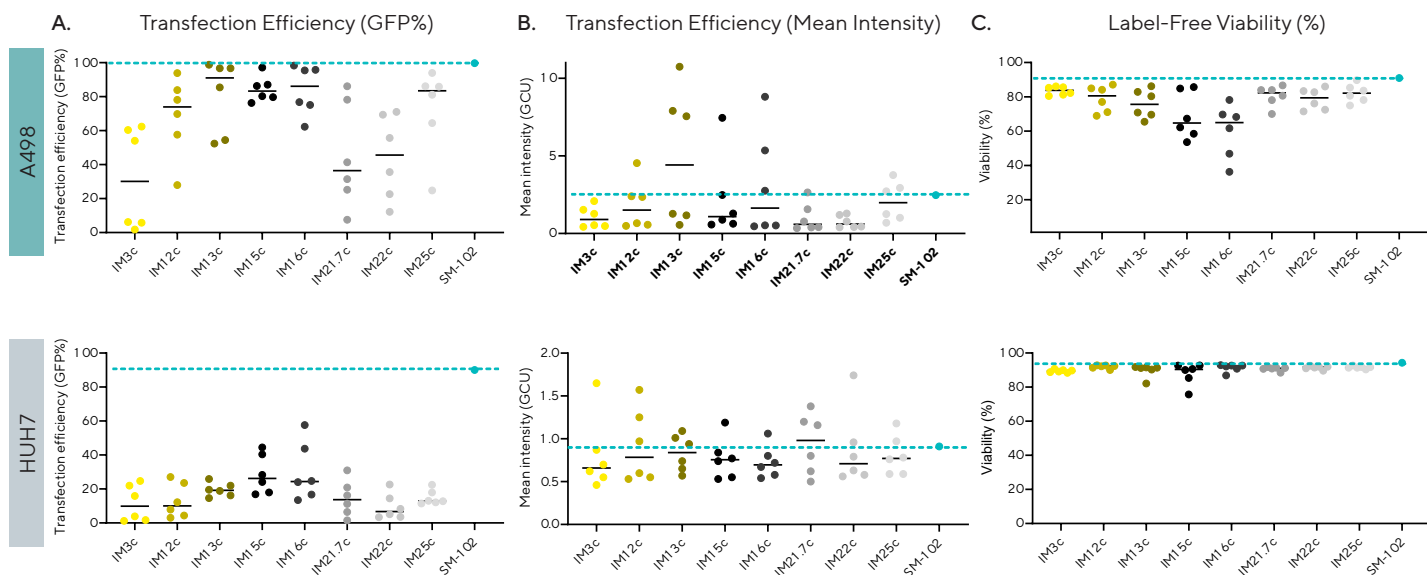 A. Transfection Efficiency (GFP%)
B. Transfection Efficiency (Mean Intensity)
C. Label-Free Viability (%)
A498
Transfection efficiency (GFP%)
100
80
60
40
20
0
IM3c
IM12c
IM13c
IM15c
IM16c
IM21.7c
IM22c
IM25c
SM-102
Mean intensity (GCU)
10
5
0
IM3c
IM12c
IM13c
IM15c
IM16c
IM21.7c
IM22c
IM25c
SM-102
Viability (%)
100
80
60
40
20
IM3c
IM12c
IM13c
IM15c
IM16c
IM21.7c
IM22c
IM25c
SM-102
HUH7
Transfection efficiency (GFP%)
100
80
60
40
20
0
IM3c
IM12c
IM13c
IM15c
IM16c
IM21.7c
IM22c
IM25c
SM-102
Mean intensity (GCU)
2.0
1.5
1.0
0.5
0.0
IM3c
IM12c
IM13c
IM15c
IM16c
IM21.7c
IM22c
IM25c
SM-102
Viability (%)
100
90
60
40
20
0
IM3c
IM12c
IM13c
IM15c
IM16c
IM21.7c
IM22c
IM25c
SM-102